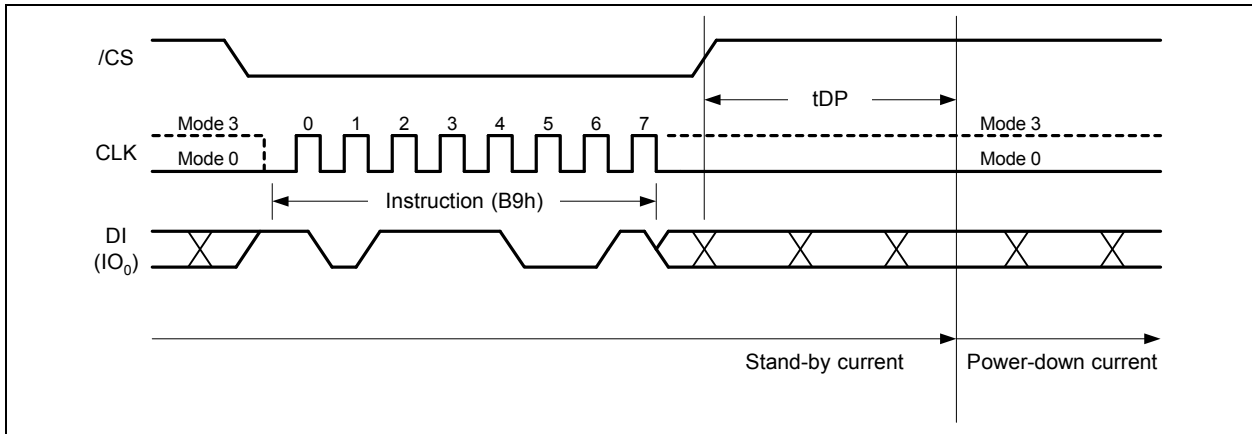 /CS
tDP
Mode 3 0 1 2 3 4 5 6 7 Mode 3
CLK
Mode 0 Mode 0
Instruction (B9h)
DI
(IO₀)
Stand-by current Power-down current